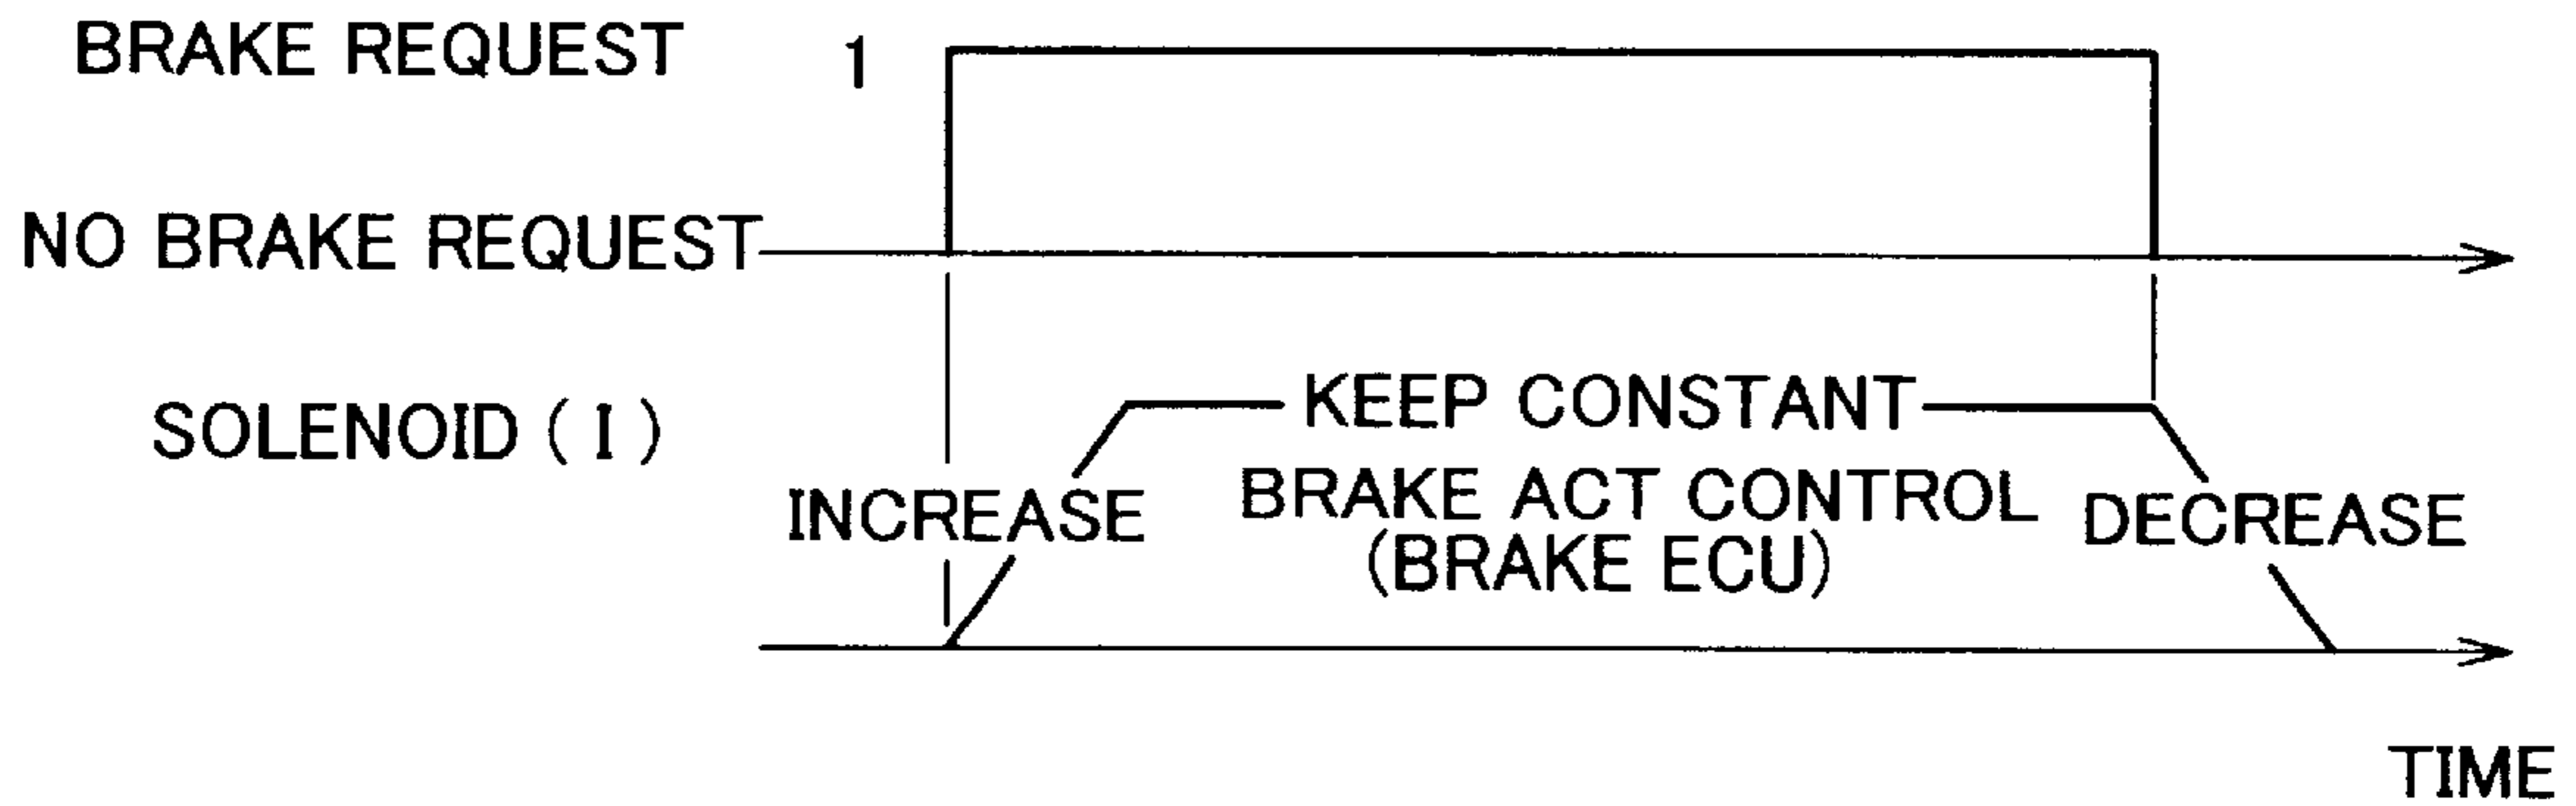 BRAKE REQUEST 1
NO BRAKE REQUEST
SOLENOID ( I )
KEEP CONSTANT
INCREASE
BRAKE ACT CONTROL
(BRAKE ECU)
DECREASE
TIME